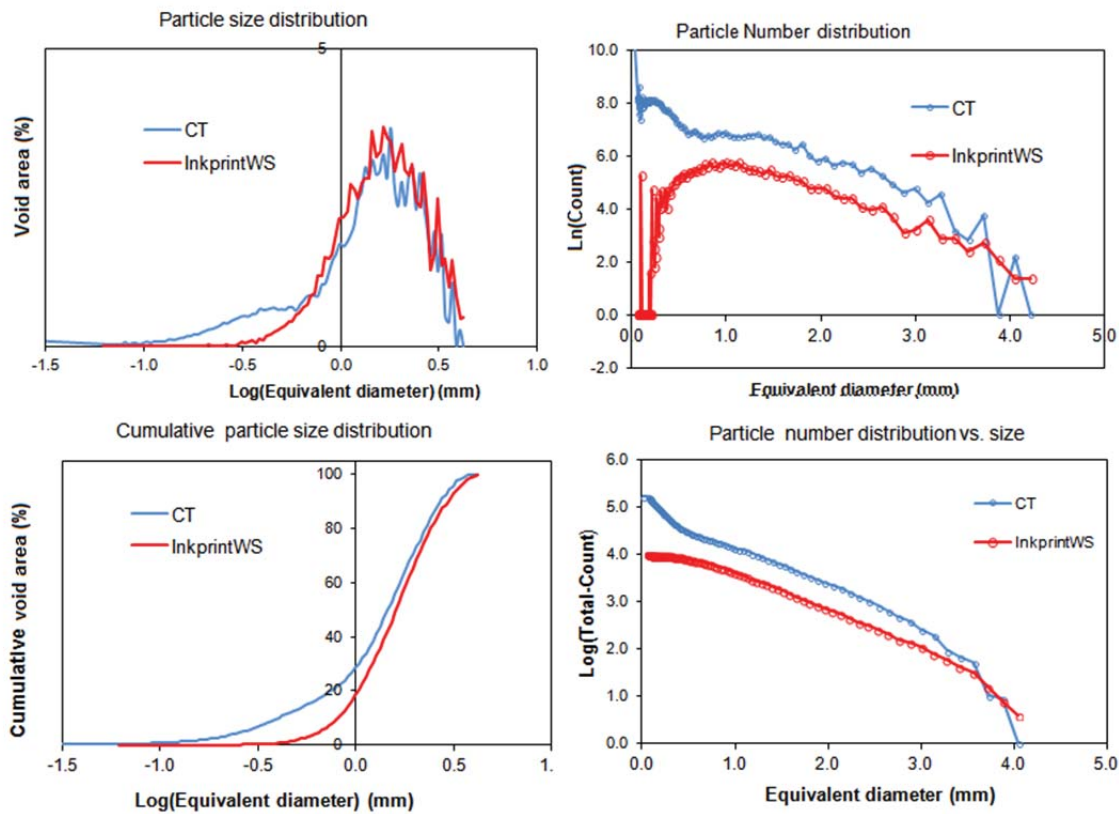 Particle size distribution
5
Void area (%)
CT
InkprintWS
0
-1.5
-1.0
-0.5
0.0
0.5
1.0
Log(Equivalent diameter) (mm)
Particle Number distribution
10.0
8.0
6.0
4.0
2.0
0.0
-2.0
Ln(Count)
CT
InkprintWS
0.0
1.0
2.0
3.0
4.0
5.0
Equivalent diameter (mm)
Cumulative particle size distribution
100
80
60
40
20
0
Cumulative void area (%)
CT
InkprintWS
-1.5
-1.0
-0.5
0.0
0.5
1.
Log(Equivalent diameter) (mm)
Particle number distribution vs. size
6.0
5.0
4.0
3.0
2.0
1.0
0.0
Log(Total-Count)
CT
InkprintWS
0.0
1.0
2.0
3.0
4.0
5.0
Equivalent diameter (mm)